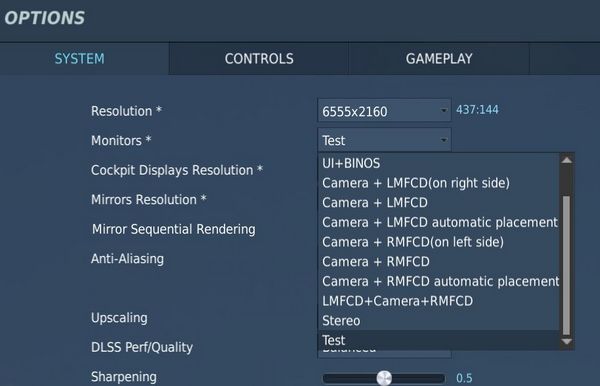 OPTIONS
SYSTEM CONTROLS GAMEPLAY
Resolution * 6555x2160 437:144
Monitors * Test
UI+BINOS
Cockpit Displays Resolution *
Camera + LMFCD(on right side)
Mirrors Resolution * Camera + LMFCD
Camera + LMFCD automatic placement
Mirror Sequential Rendering
Camera + RMFCD(on left side)
Anti-Aliasing Camera + RMFCD
Camera + RMFCD automatic placement
LMFCD+Camera+RMFCD
Upscaling Stereo
Test
DLSS Perf/Quality Balanced
Sharpening 0.5